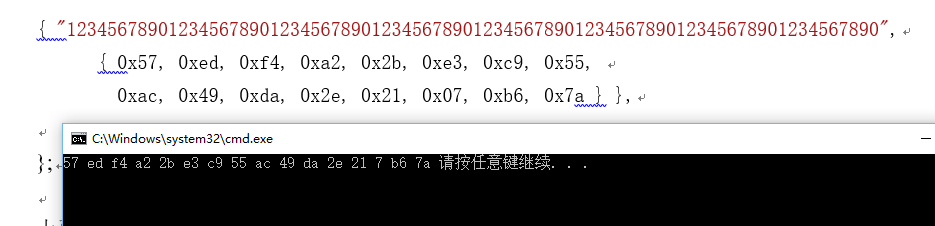 { "12345678901234567890123456789012345678901234567890123456789012345678901234567890",
{ 0x57, 0xed, 0xf4, 0xa2, 0x2b, 0xe3, 0xc9, 0x55,
0xac, 0x49, 0xda, 0x2e, 0x21, 0x07, 0xb6, 0x7a } },
C:\Windows\system32\cmd.exe
};
57 ed f4 a2 2b e3 c9 55 ac 49 da 2e 21 7 b6 7a 请按任意键继续. . .